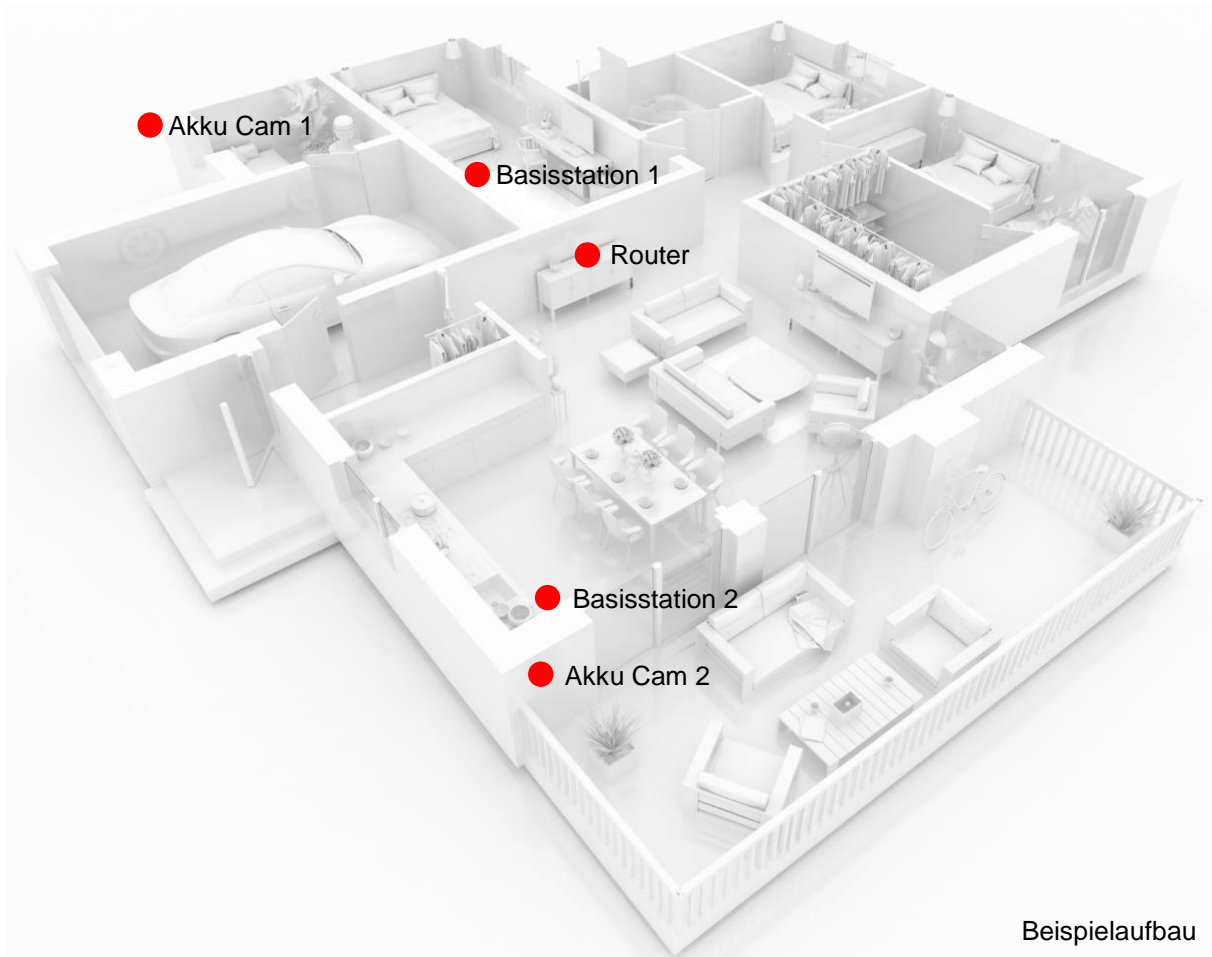 Akku Cam 1
Basisstation 1
Router
Basisstation 2
Akku Cam 2
Beispielaufbau